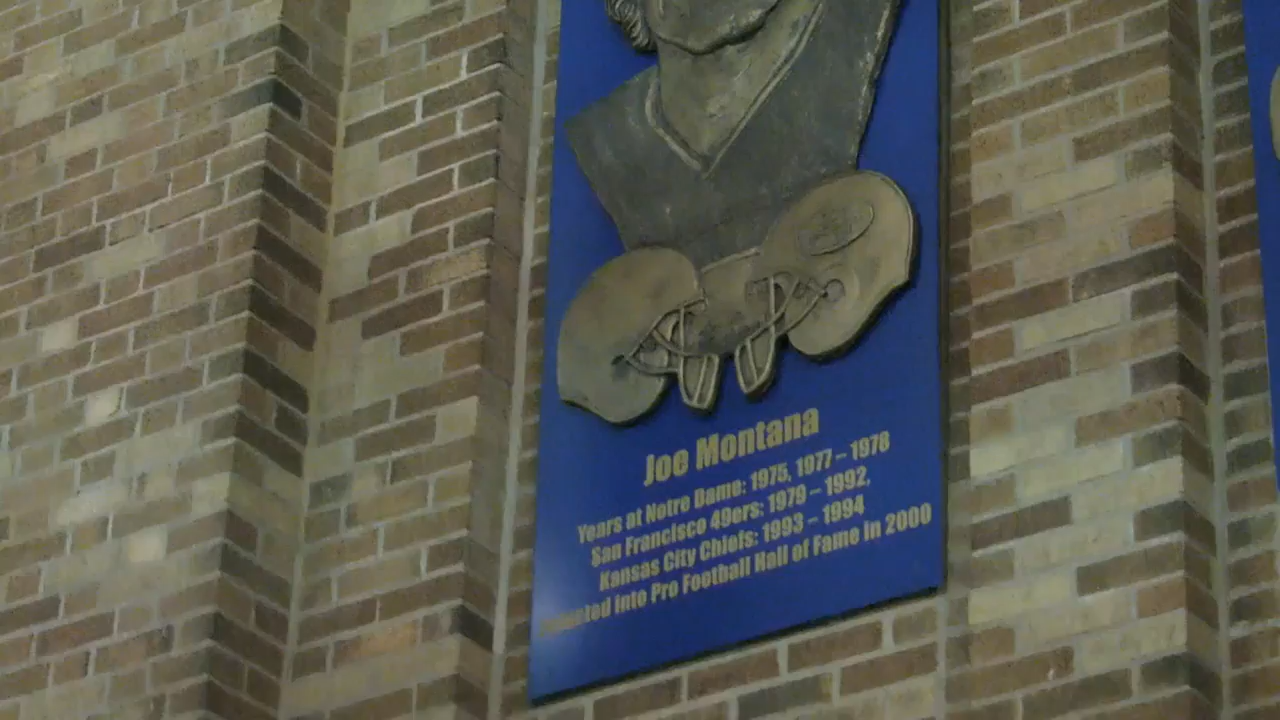 Joe Montana
Years at Notre Dame: 1975, 1977 – 1978
San Francisco 49ers: 1979 – 1992,
Kansas City Chiefs: 1993 – 1994
into Pro Football Hall of Fame in 2000